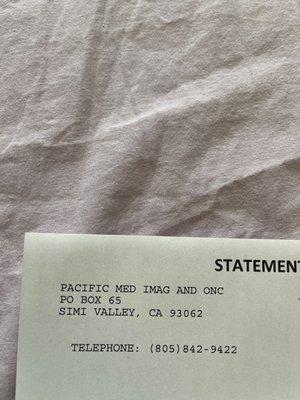 STATEMENT
PACIFIC MED IMAG AND ONC
PO BOX 65
SIMI VALLEY, CA 93062
TELEPHONE: (805)842-9422